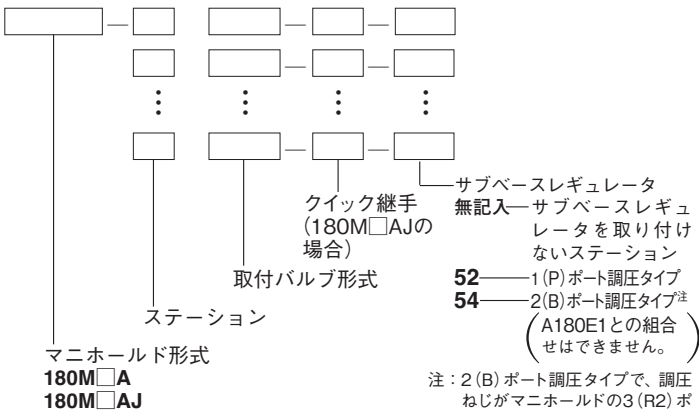 サブベースレギュレータ
無記入―サブベースレギュ
レータを取り付け
ないステーション
52――1(P)ポート調圧タイプ
54――2(B)ポート調圧タイプ注
(A180E1との組合
せはできません。)
クイック継手
(180M□AJの
場合)
取付バルブ形式
ステーション
マニホールド形式
180M□A
180M□AJ
注：2(B)ポート調圧タイプで、調圧
ねじがマニホールドの3(R2)ポ